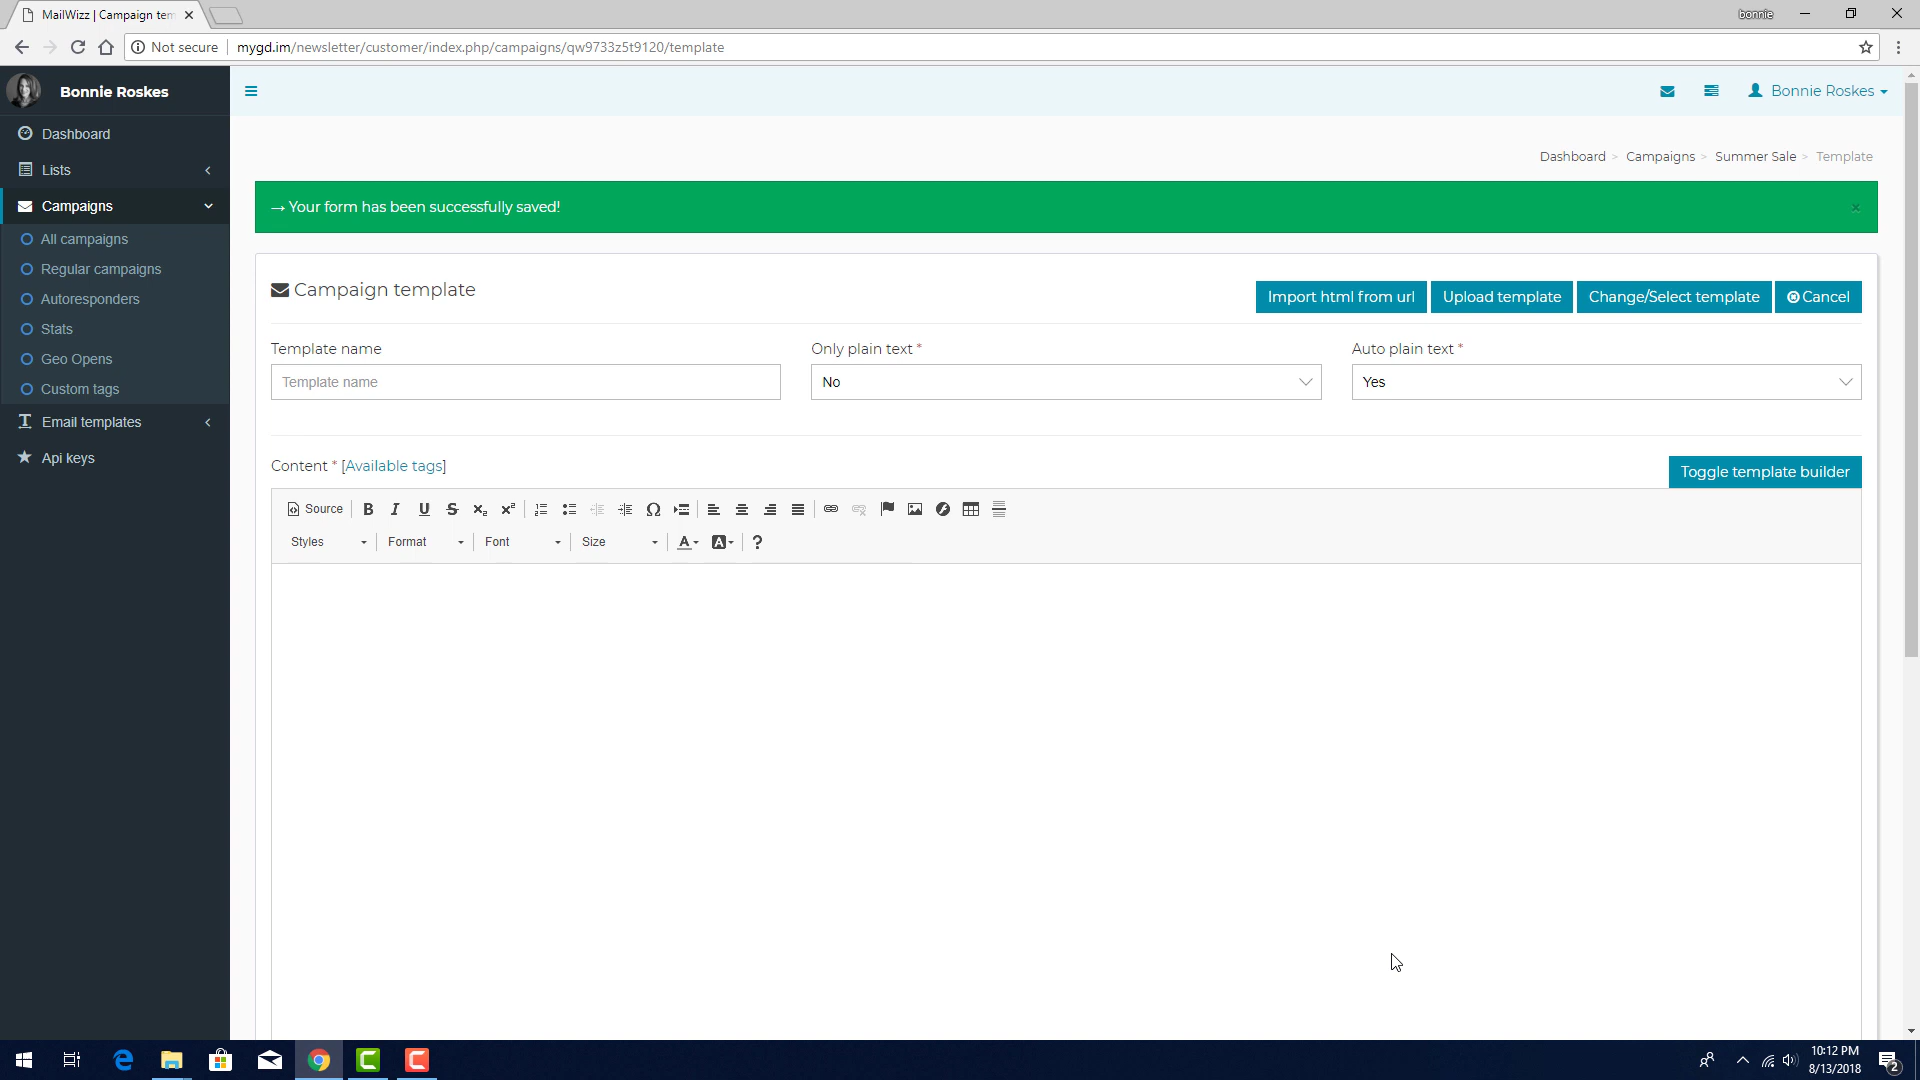 MailWizz | Campaign tem
bonnie
Not secure
mygd.im/newsletter/customer/index.php/campaigns/qw9733z5t9120/template
Bonnie Roskes
Bonnie Roskes
Dashboard
Lists
Campaigns
All campaigns
Regular campaigns
Autoresponders
Stats
Geo Opens
Custom tags
Email templates
Api keys
Dashboard > Campaigns > Summer Sale > Template
→ Your form has been successfully saved!
×
Campaign template
Import html from url
Upload template
Change/Select template
Cancel
Template name
Only plain text *
Auto plain text *
Template name
No
Yes
Content * [Available tags]
Toggle template builder
Source
Styles
Format
Font
Size
10:12 PM
8/13/2018
2